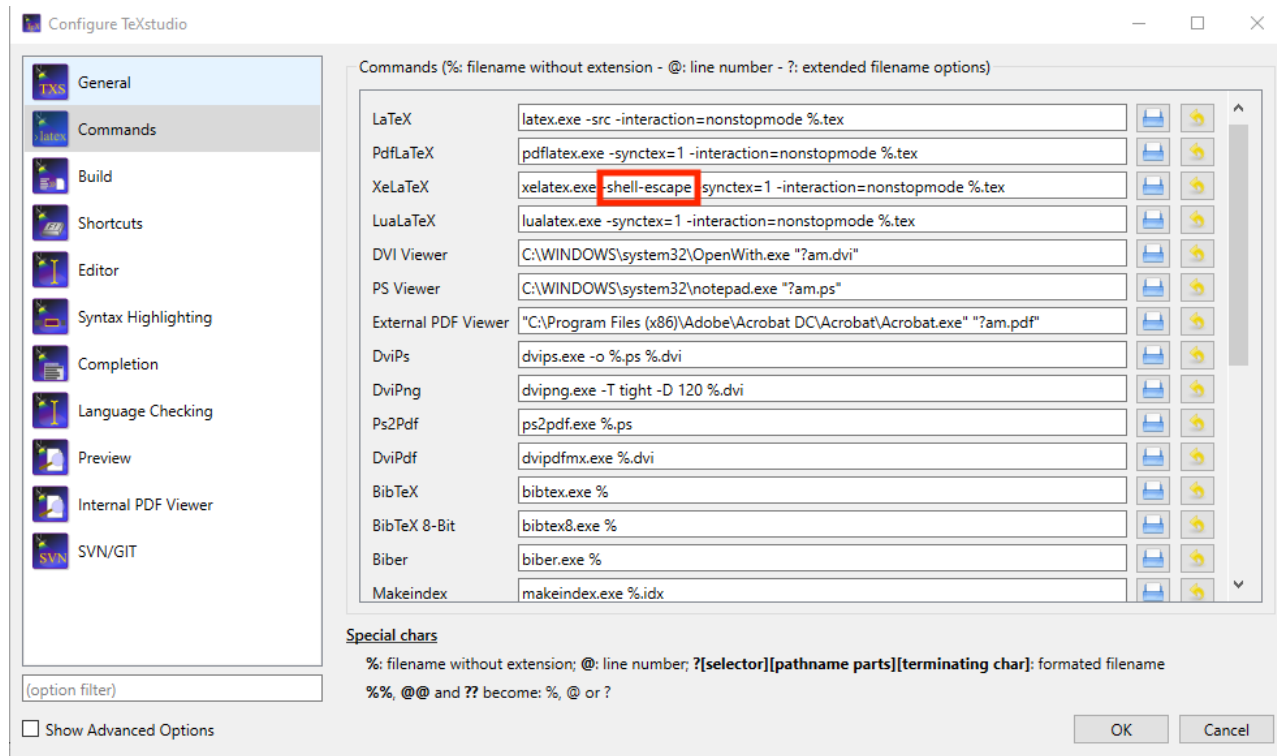 Configure TeXstudio
General
Commands
Build
Shortcuts
Editor
Syntax Highlighting
Completion
Language Checking
Preview
Internal PDF Viewer
SVN/GIT
(option filter)
Show Advanced Options
Commands (%: filename without extension - @: line number - ?: extended filename options)
LaTeX latex.exe -src -interaction=nonstopmode %.tex
PdfLaTeX pdflatex.exe -synctex=1 -interaction=nonstopmode %.tex
XeLaTeX xelatex.exe -shell-escape -synctex=1 -interaction=nonstopmode %.tex
LuaLaTeX lualatex.exe -synctex=1 -interaction=nonstopmode %.tex
DVI Viewer C:\WINDOWS\system32\OpenWith.exe "?am.dvi"
PS Viewer C:\WINDOWS\system32\notepad.exe "?am.ps"
External PDF Viewer "C:\Program Files (x86)\Adobe\Acrobat DC\Acrobat\Acrobat.exe" "?am.pdf"
DviPs dvips.exe -o %.ps %.dvi
DviPng dvipng.exe -T tight -D 120 %.dvi
Ps2Pdf ps2pdf.exe %.ps
DviPdf dvipdfmx.exe %.dvi
BibTeX bibtex.exe %
BibTeX 8-Bit bibtex8.exe %
Biber biber.exe %
Makeindex makeindex.exe %.idx
Special chars
%: filename without extension; @: line number; ?[selector][pathname parts][terminating char]: formated filename
%%, @@ and ?? become: %, @ or ?
OK Cancel